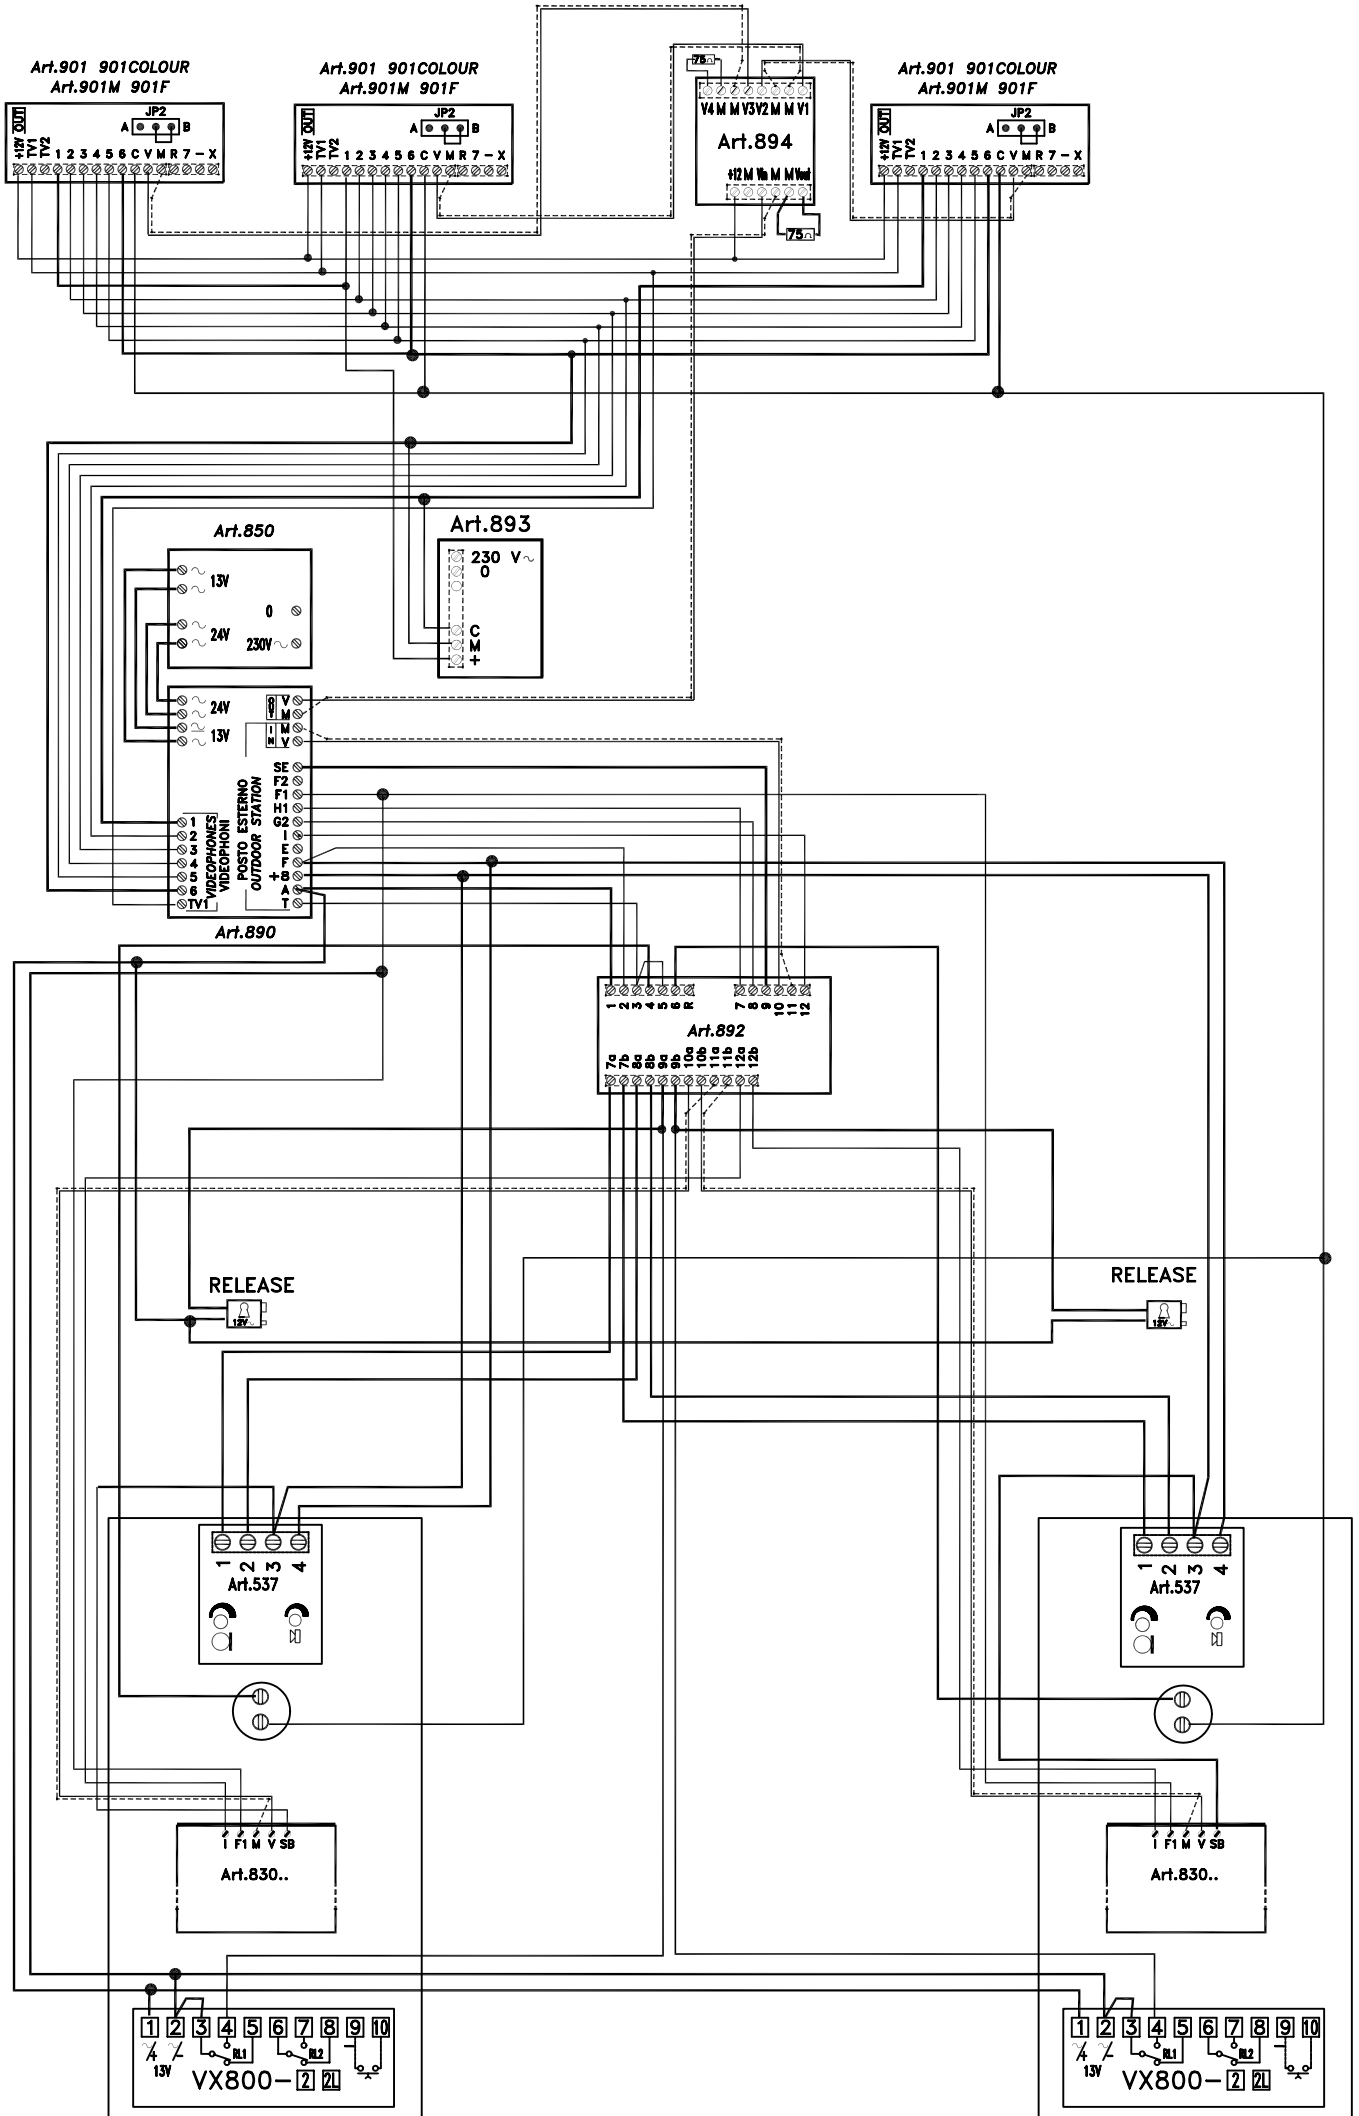 Art.901 901COLOUR
Art.901M 901F
+12V OUT TV1 TV2 1 2 3 4 5 6 C V M R 7 - X
JP2
A B
Art.901 901COLOUR
Art.901M 901F
+12V OUT TV1 TV2 1 2 3 4 5 6 C V M R 7 - X
JP2
A B
75Ω
V4 M M V3 V2 M M V1
Art.894
+12 M Vin M M Vout
75Ω
Art.901 901COLOUR
Art.901M 901F
+12V OUT TV1 TV2 1 2 3 4 5 6 C V M R 7 - X
JP2
A B
Art.850
13V
24V
0
230V ~
Art.893
230 V~
0
C
M
+
24V
13V
OUT V
M
IN M
V
SE
F2
F1
H1
G2
I
E
F
+8
A
T
POSTO ESTERNO
OUTDOOR STATION
1
2
3
4
5
6
TV1
VIDEOPHONES
VIDEOPHONI
Art.890
1 2 3 4 5 6 R 7 8 9 10 11 12
Art.892
7a 7b 8a 8b 9a 9b 10a 10b 11a 11b 12a 12b
RELEASE
12V~
RELEASE
12V~
1 2 3 4
Art.537
1 2 3 4
Art.537
I F1 M V SB
Art.830..
I F1 M V SB
Art.830..
1 2 3 4 5 6 7 8 9 10
13V
RL1 RL2
VX800- 2 2L
1 2 3 4 5 6 7 8 9 10
13V
RL1 RL2
VX800- 2 2L